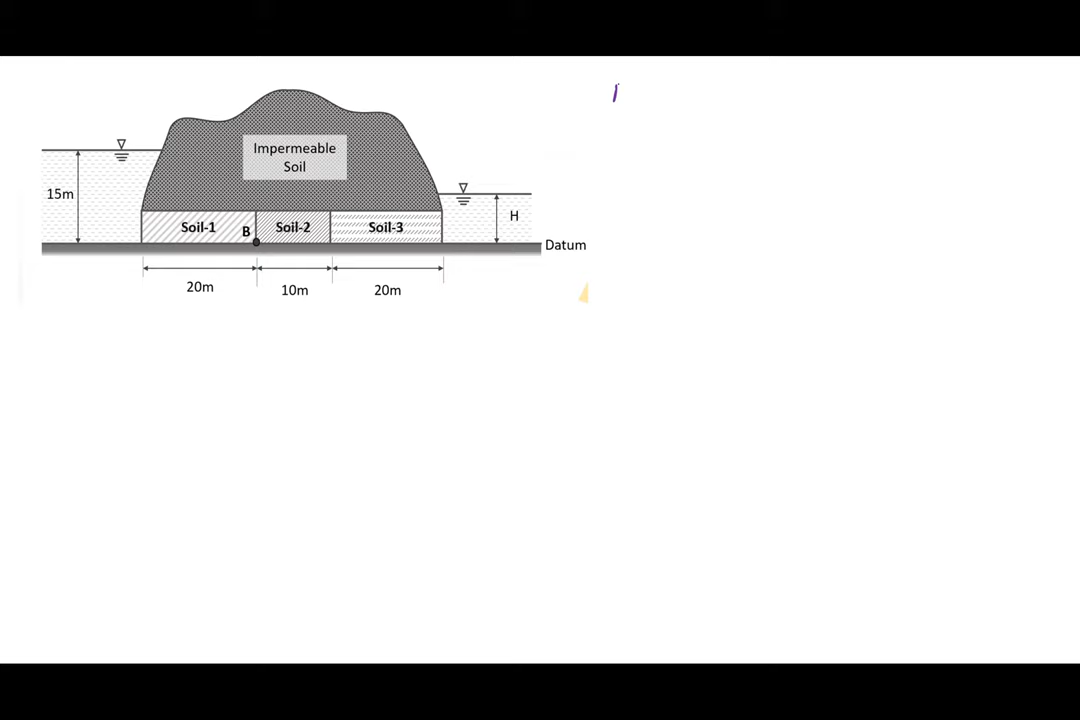 Impermeable
Soil
15m
H
Soil-1
B
Soil-2
Soil-3
Datum
20m
10m
20m